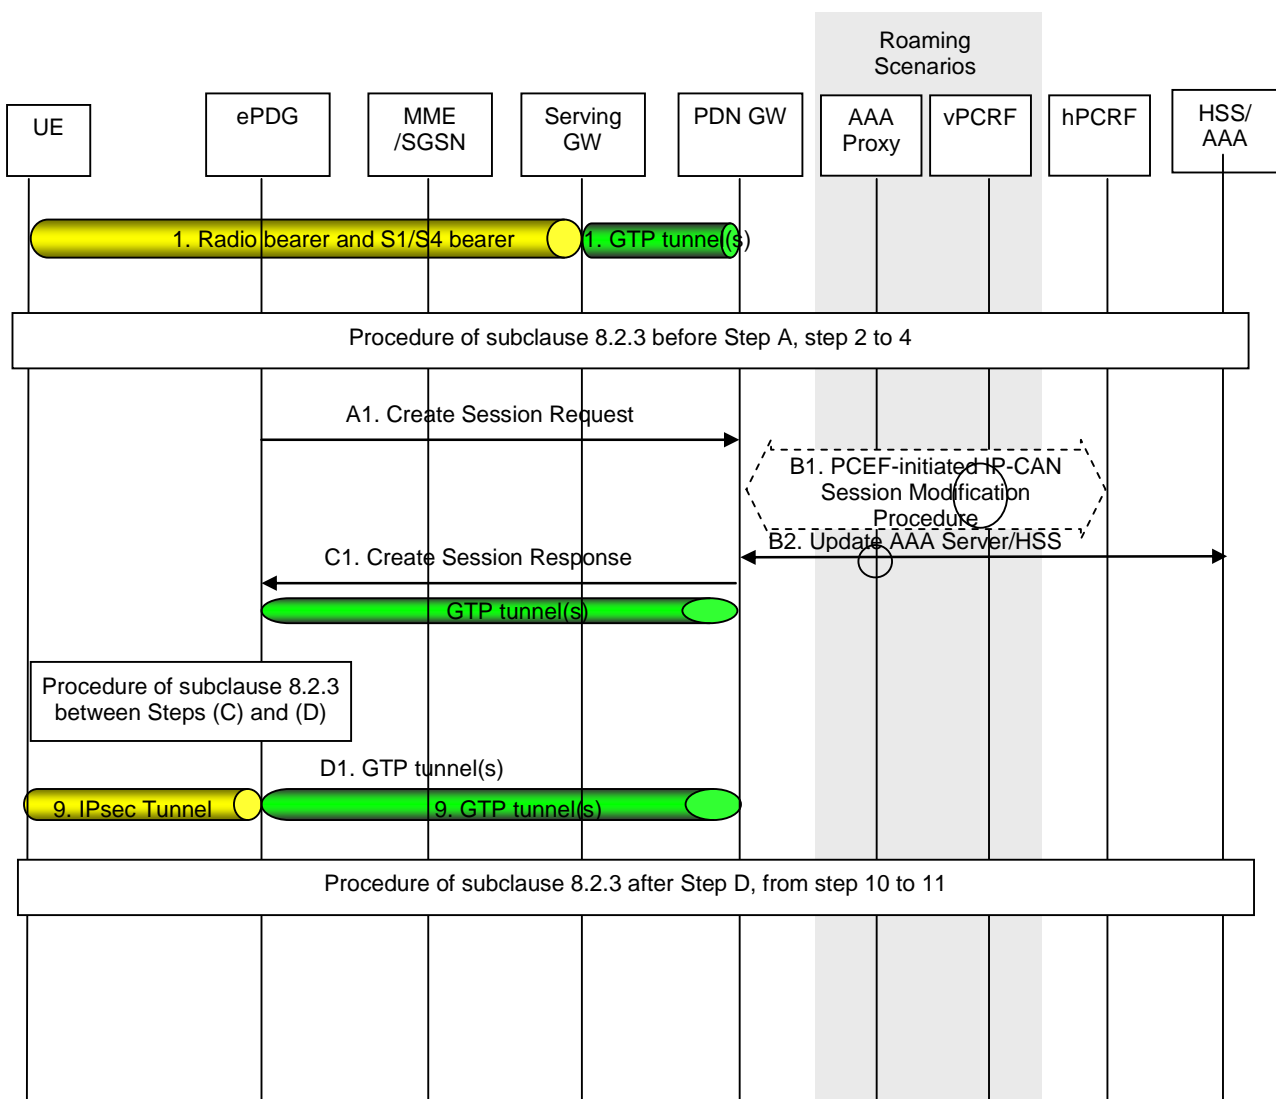 Roaming
Scenarios
UE
ePDG
MME
/SGSN
Serving
GW
PDN GW
AAA
Proxy
vPCRF
hPCRF
HSS/
AAA
1. Radio bearer and S1/S4 bearer
1. GTP tunnel(s)
Procedure of subclause 8.2.3 before Step A, step 2 to 4
A1. Create Session Request
B1. PCEF-initiated IP-CAN
Session Modification
Procedure
B2. Update AAA Server/HSS
C1. Create Session Response
GTP tunnel(s)
Procedure of subclause 8.2.3
between Steps (C) and (D)
D1. GTP tunnel(s)
9. IPsec Tunnel
9. GTP tunnel(s)
Procedure of subclause 8.2.3 after Step D, from step 10 to 11